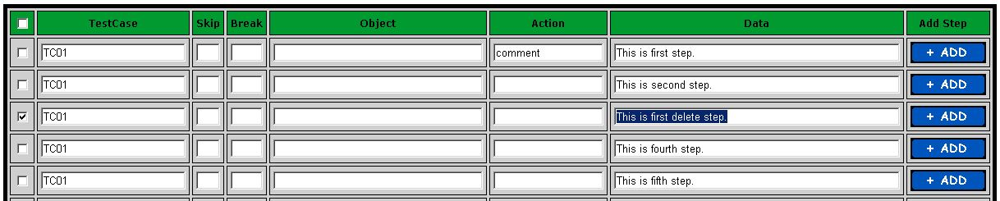 TestCase Skip Break Object Action Data Add Step
TC01 comment This is first step. + ADD
TC01 This is second step. + ADD
TC01 This is first delete step. + ADD
TC01 This is fourth step. + ADD
TC01 This is fifth step. + ADD